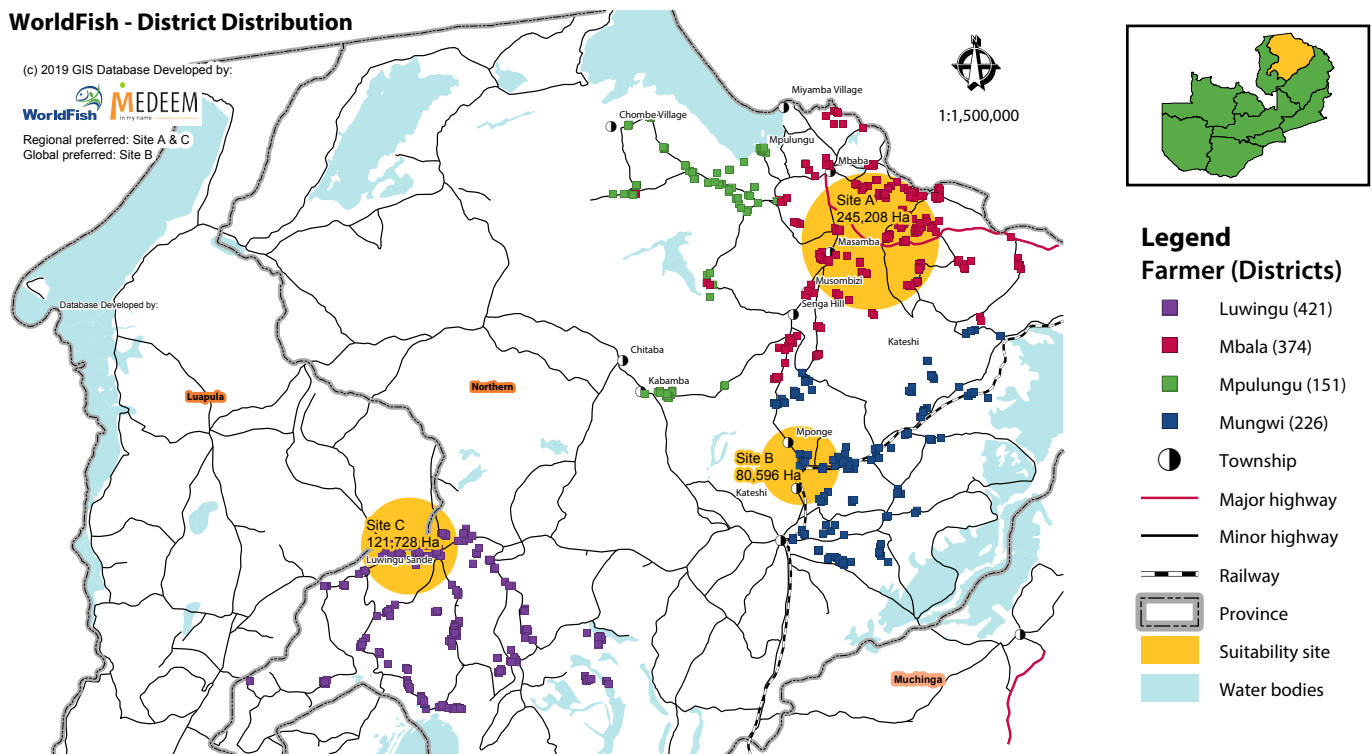 WorldFish - District Distribution
(c) 2019 GIS Database Developed by:
WorldFish
MEDEEM
in my name
Regional preferred: Site A & C
Global preferred: Site B
N
1:1,500,000
Miyamba Village
Chombe Village
Mpulungu
Mbaba
Site A
245,208 Ha
Masamba
Musombizi
Senga Hill
Database Developed by:
Kateshi
Chitaba
Northern
Kabamba
Luapula
Mponge
Site B
80,596 Ha
Kateshi
Site C
121,728 Ha
Luwingu Sande
Muchinga
Legend
Farmer (Districts)
Luwingu (421)
Mbala (374)
Mpulungu (151)
Mungwi (226)
Township
Major highway
Minor highway
Railway
Province
Suitability site
Water bodies